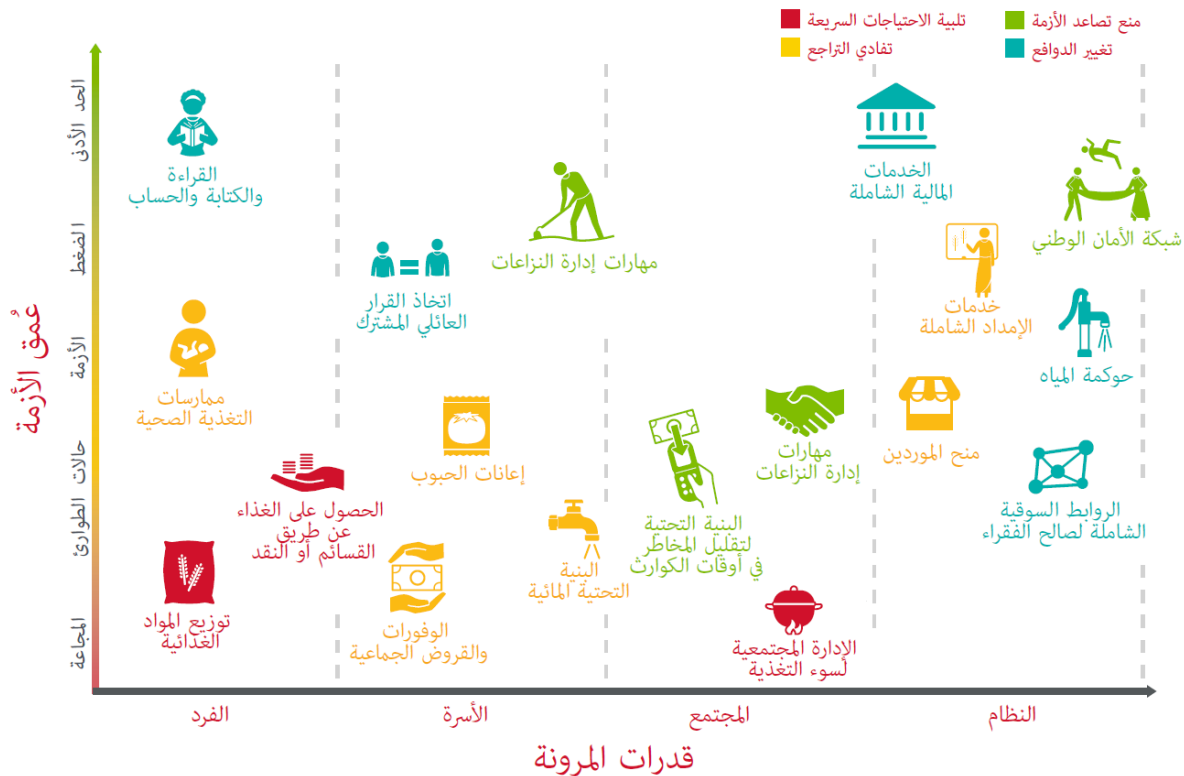 منع تصاعد الأزمة
تلبية الاحتياجات السريعة
تغيير الدوافع
تفادي التراجع
عُمق الأزمة
الحد الأدنى
الضغط
الأزمة
حالات الطوارئ
المجاعة
القراءة
والكتابة والحساب
اتخاذ القرار
العائلي المشترك
مهارات إدارة النزاعات
الخدمات
المالية الشاملة
شبكة الأمان الوطني
خدمات
الإمداد الشاملة
حوكمة المياه
ممارسات
التغذية الصحية
إعانات الحبوب
مهارات
إدارة النزاعات
منح الموردين
الحصول على الغذاء
عن طريق
القسائم أو النقد
البنية التحتية
لتقليل المخاطر
في أوقات الكوارث
الروابط السوقية
الشاملة لصالح الفقراء
البنية
التحتية المائية
توزيع المواد
الغدائية
الوفورات
والقروض الجماعية
الإدارة المجتمعية
لسوء التغذية
الفرد
الأسرة
المجتمع
النظام
قدرات المرونة